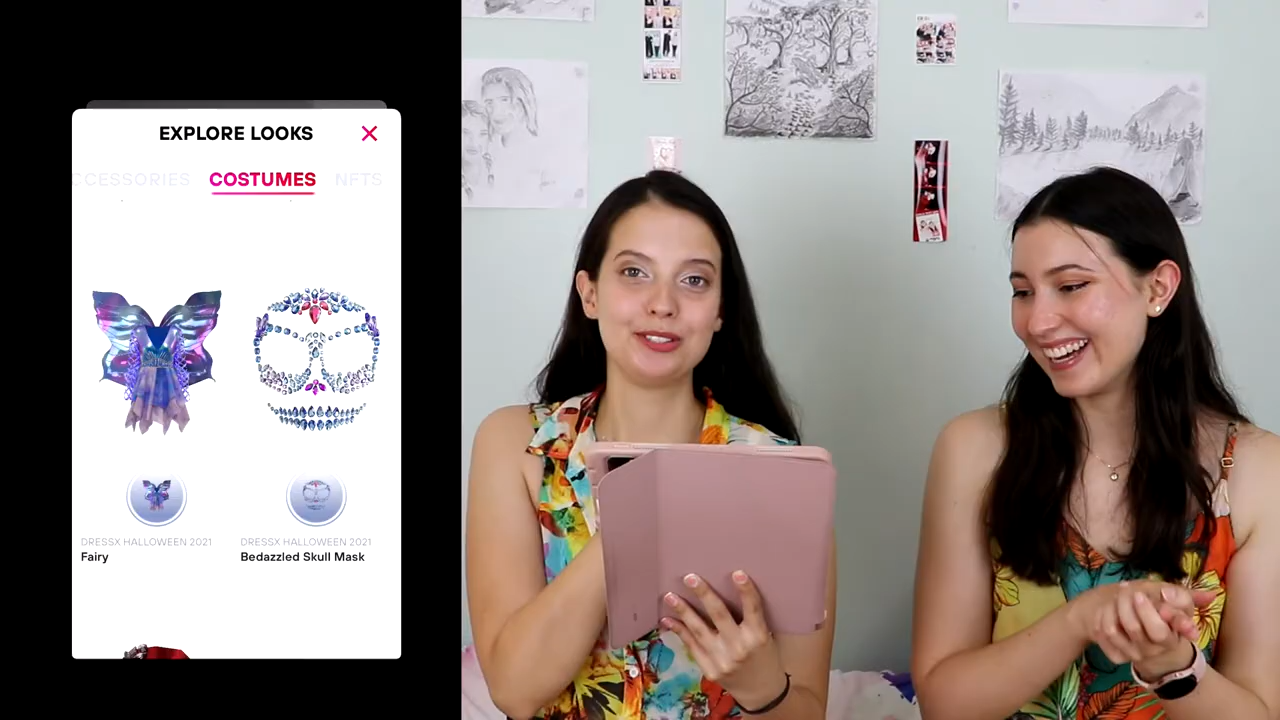 EXPLORE LOOKS
CCESSORIES COSTUMES NFTS
DRESSX HALLOWEEN 2021
Fairy
DRESSX HALLOWEEN 2021
Bedazzled Skull Mask